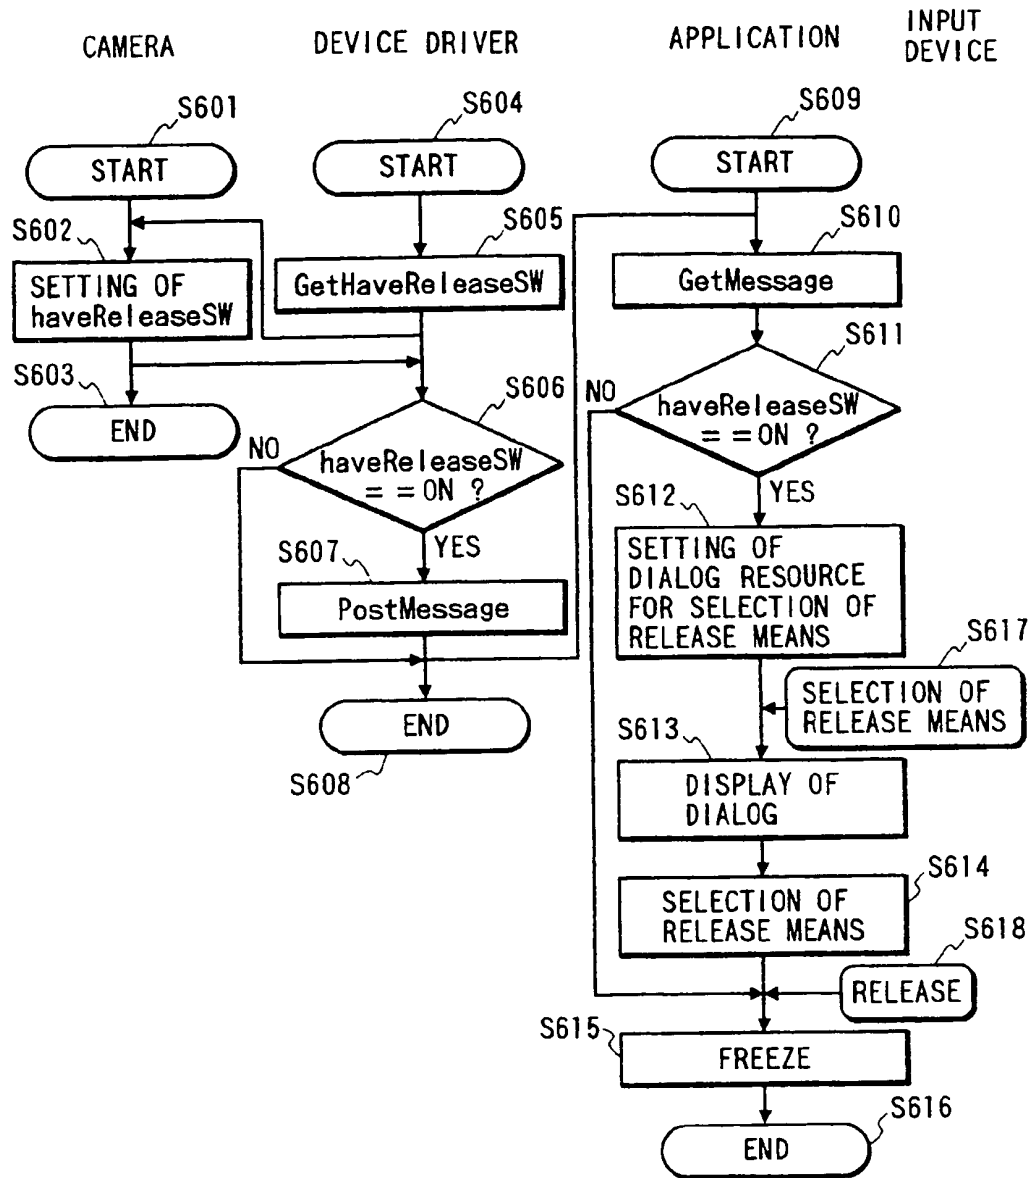 CAMERA
DEVICE DRIVER
APPLICATION
INPUT
DEVICE
S601
START
S602
SETTING OF
haveReleaseSW
S603
END
S604
START
S605
GetHaveReleaseSW
S606
NO
haveReleaseSW
==ON ?
YES
S607
PostMessage
END
S608
S609
START
S610
GetMessage
S611
NO
haveReleaseSW
==ON ?
YES
S612
SETTING OF
DIALOG RESOURCE
FOR SELECTION OF
RELEASE MEANS
S617
SELECTION OF
RELEASE MEANS
S613
DISPLAY OF
DIALOG
S614
SELECTION OF
RELEASE MEANS
S618
RELEASE
S615
FREEZE
S616
END